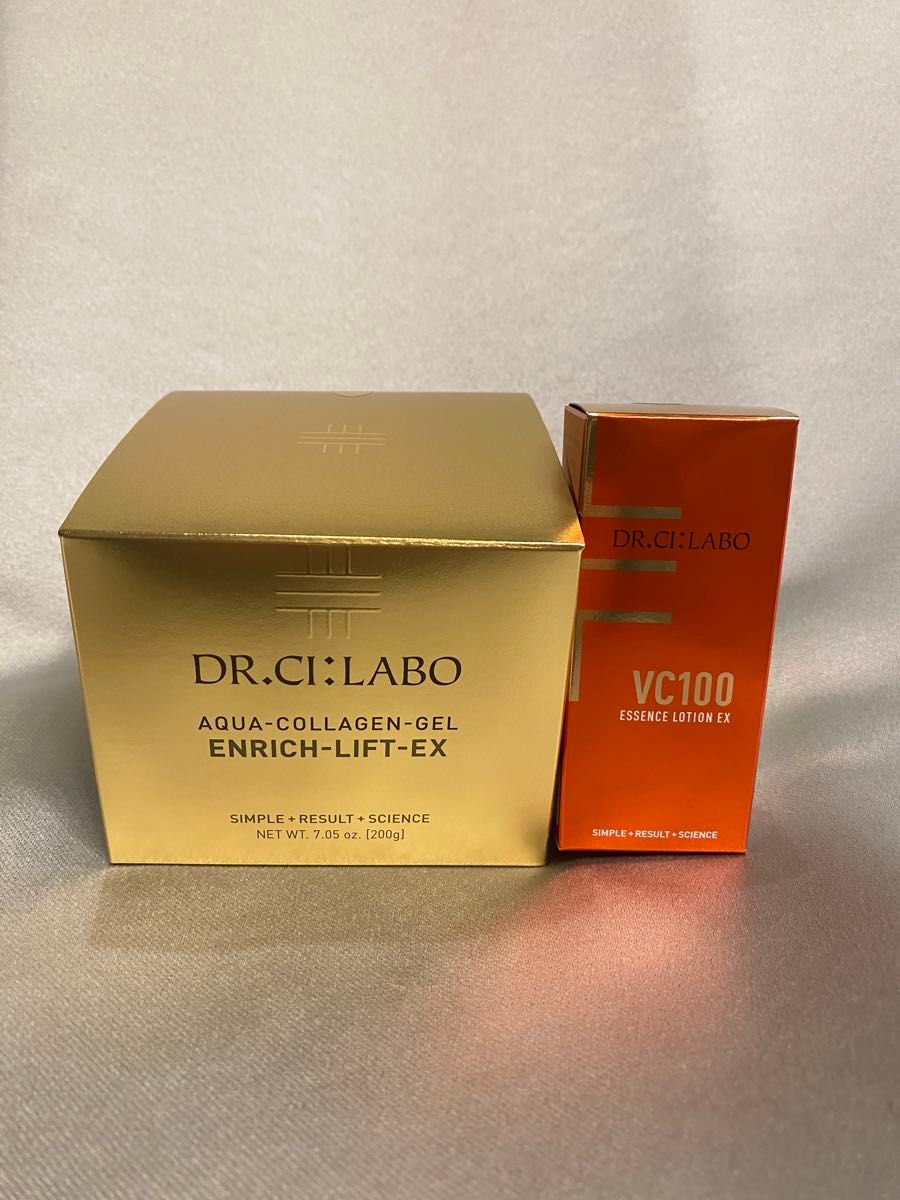 DR.CI:LABO
AQUA-COLLAGEN-GEL
ENRICH-LIFT-EX
SIMPLE+RESULT+SCIENCE
NET WT. 7.05 oz. [200g]
DR.CI:LABO
VC100
ESSENCE LOTION EX
SIMPLE+RESULT+SCIENCE